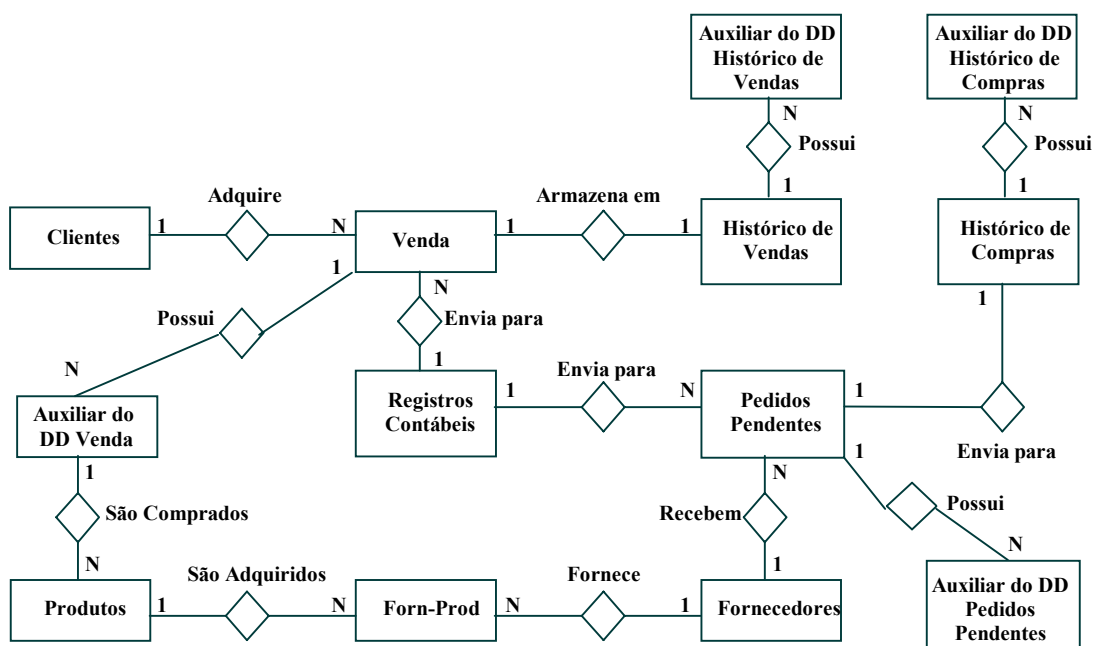 Auxiliar do DD
Histórico de
Vendas
Auxiliar do DD
Histórico de
Compras
N
Possui
N
Possui
1
1
Clientes
1
Adquire
N
Venda
1
Armazena em
1
Histórico de
Vendas
Histórico de
Compras
1
N
1
Possui
Envia para
N
1
Auxiliar do
DD Venda
Registros
Contábeis
1
Envia para
N
Pedidos
Pendentes
1
Envia para
1
1
São Comprados
N
N
Recebem
1
Possui
N
Produtos
1
São Adquiridos
N
Forn-Prod
N
Fornece
1
Fornecedores
Auxiliar do DD
Pedidos
Pendentes